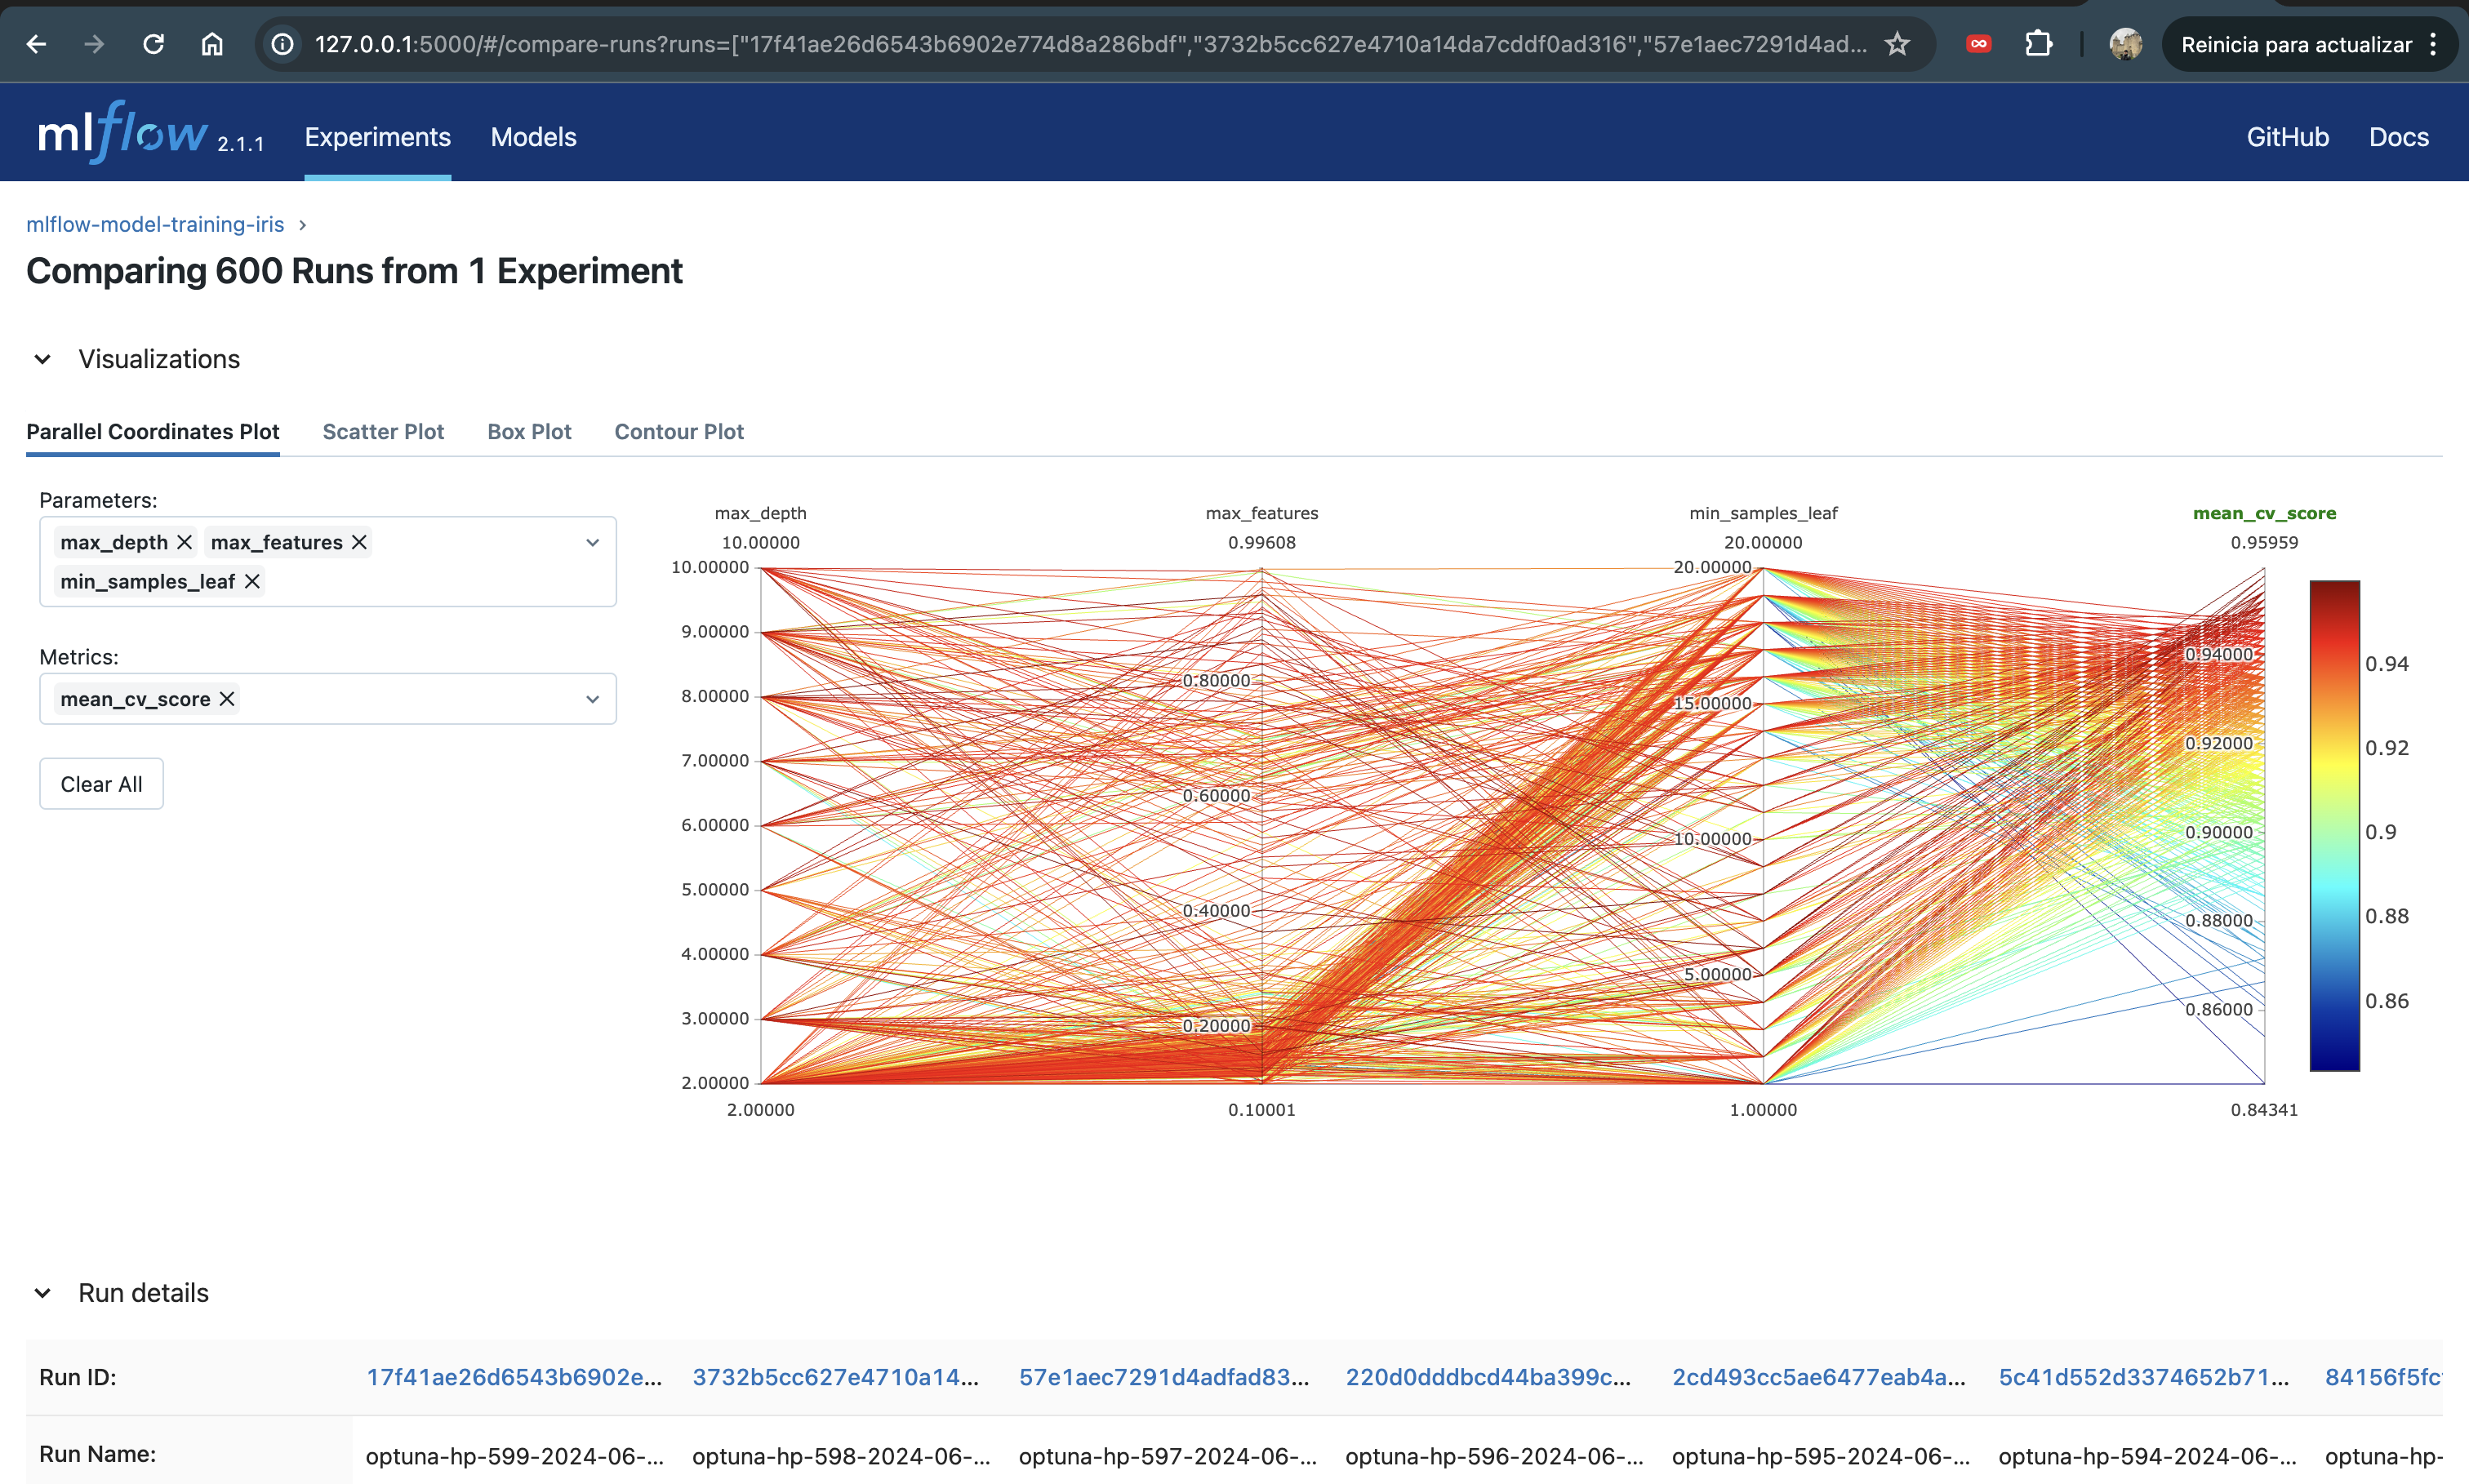 127.0.0.1:5000/#/compare-runs?runs=["17f41ae26d6543b6902e774d8a286bdf","3732b5cc627e4710a14da7cddf0ad316","57e1aec7291d4ad...
Reinicia para actualizar
mlflow 2.1.1 Experiments Models GitHub Docs
mlflow-model-training-iris
Comparing 600 Runs from 1 Experiment
Visualizations
Parallel Coordinates Plot Scatter Plot Box Plot Contour Plot
Parameters:
max_depth max_features
min_samples_leaf
Metrics:
mean_cv_score
Clear All
max_depth max_features min_samples_leaf mean_cv_score
10.00000 0.99608 20.00000 0.95959
10.00000
9.00000
8.00000
7.00000
6.00000
5.00000
4.00000
3.00000
2.00000
0.80000
0.60000
0.40000
0.20000
20.00000
15.00000
10.00000
5.00000
0.94000
0.92000
0.90000
0.88000
0.86000
0.94
0.92
0.9
0.88
0.86
2.00000 0.10001 1.00000 0.84341
Run details
Run ID: 17f41ae26d6543b6902e... 3732b5cc627e4710a14... 57e1aec7291d4adfad83... 220d0dddbcd44ba399c... 2cd493cc5ae6477eab4a... 5c41d552d3374652b71... 84156f5fc
Run Name: optuna-hp-599-2024-06-... optuna-hp-598-2024-06-... optuna-hp-597-2024-06-... optuna-hp-596-2024-06-... optuna-hp-595-2024-06-... optuna-hp-594-2024-06-... optuna-hp-